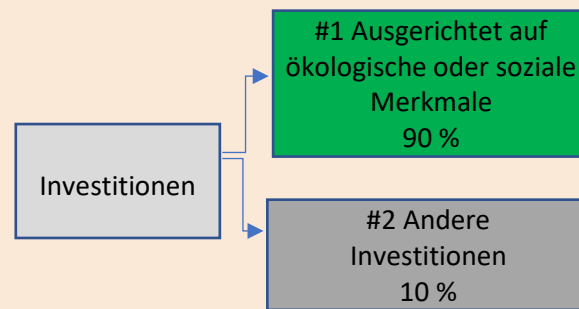 #1 Ausgerichtet auf
ökologische oder soziale
Merkmale
90 %
Investitionen
#2 Andere
Investitionen
10 %